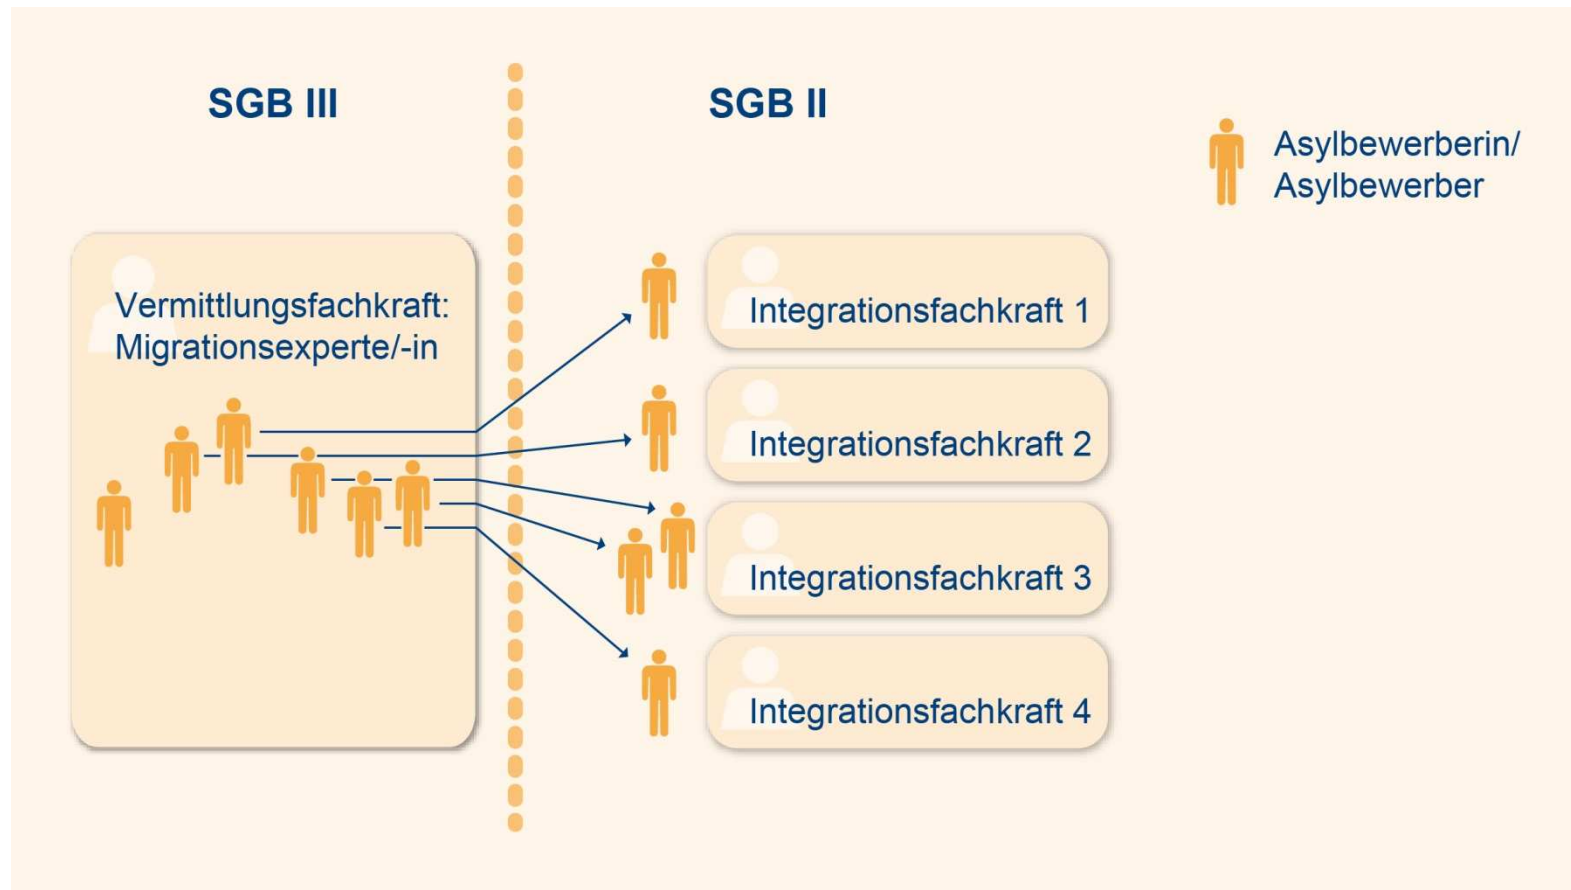 SGB III
SGB II
Asylbewerberin/
Asylbewerber
Vermittlungsfachkraft:
Migrationsexperte/-in
Integrationsfachkraft 1
Integrationsfachkraft 2
Integrationsfachkraft 3
Integrationsfachkraft 4